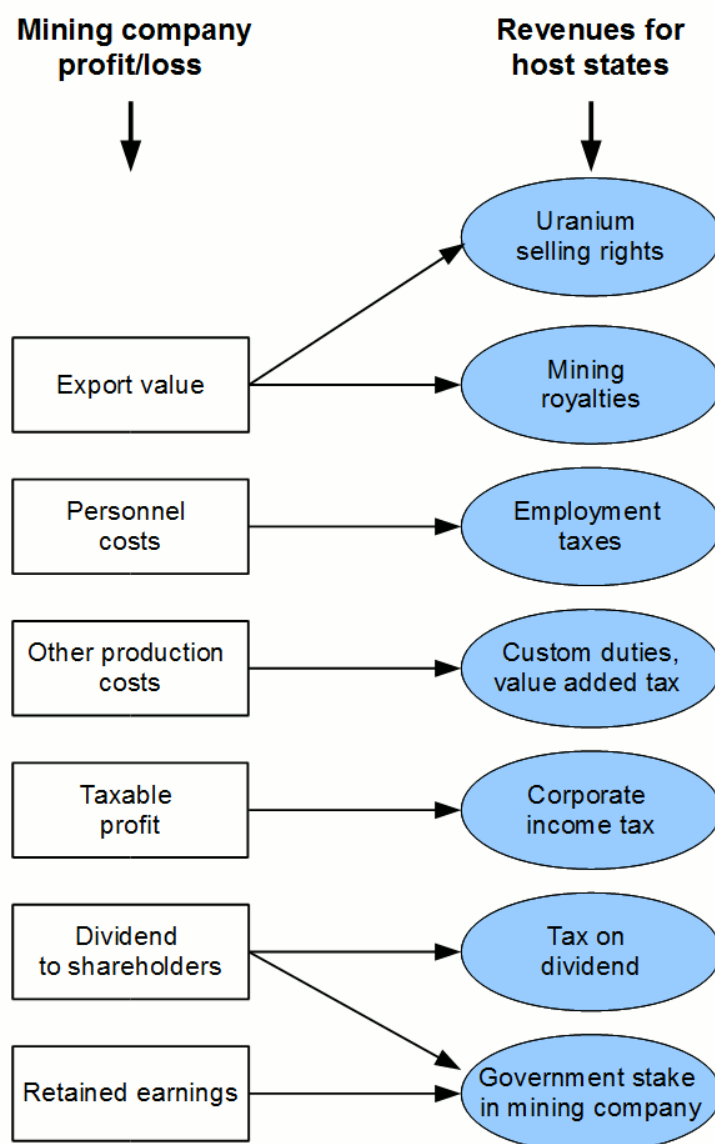 Mining company
profit/loss
Revenues for
host states
Uranium
selling rights
Export value
Mining
royalties
Personnel
costs
Employment
taxes
Other production
costs
Custom duties,
value added tax
Taxable
profit
Corporate
income tax
Dividend
to shareholders
Tax on
dividend
Retained earnings
Government stake
in mining company